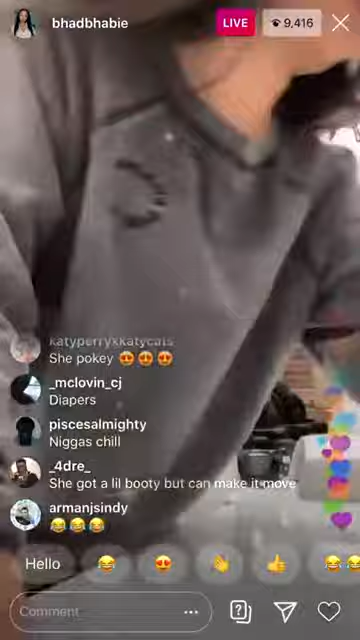 bhadbhabie
LIVE
9,416
katyperryxkatycats
She pokey 😍😍😍
_mclovin_cj
Diapers
piscesalmighty
Niggas chill
_4dre_
She got a lil booty but can make it move
armanjsindy
😂😂😂
Hello 😂 😍 👏 👍 😂😂
Comment...